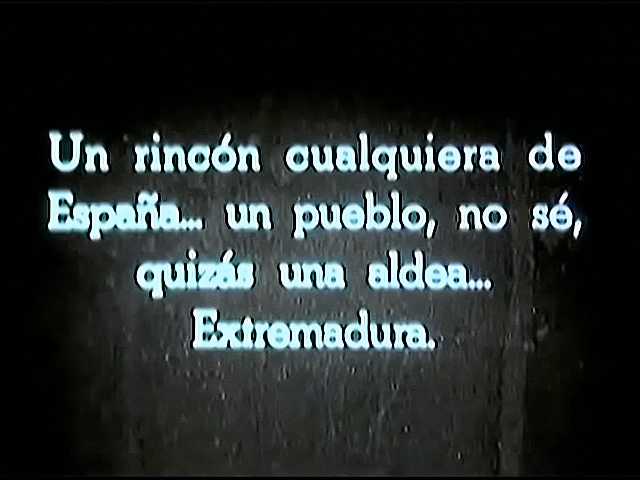 Un rincón cualquiera de
España... un pueblo, no sé,
quizás una aldea...
Extremadura.